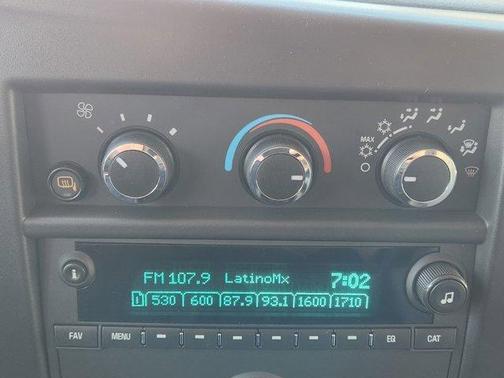 MAX
FM 107.9 LatinoMx 7:02
1 530 600 87.9 93.1 1600 1710
i
FAV MENU EQ CAT